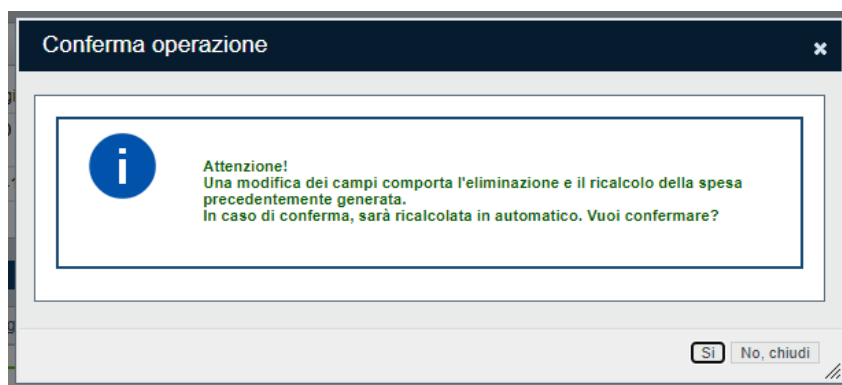 Conferma operazione
Attenzione!
Una modifica dei campi comporta l'eliminazione e il ricalcolo della spesa
precedentemente generata.
In caso di conferma, sarà ricalcolata in automatico. Vuoi confermare?
Si No, chiudi